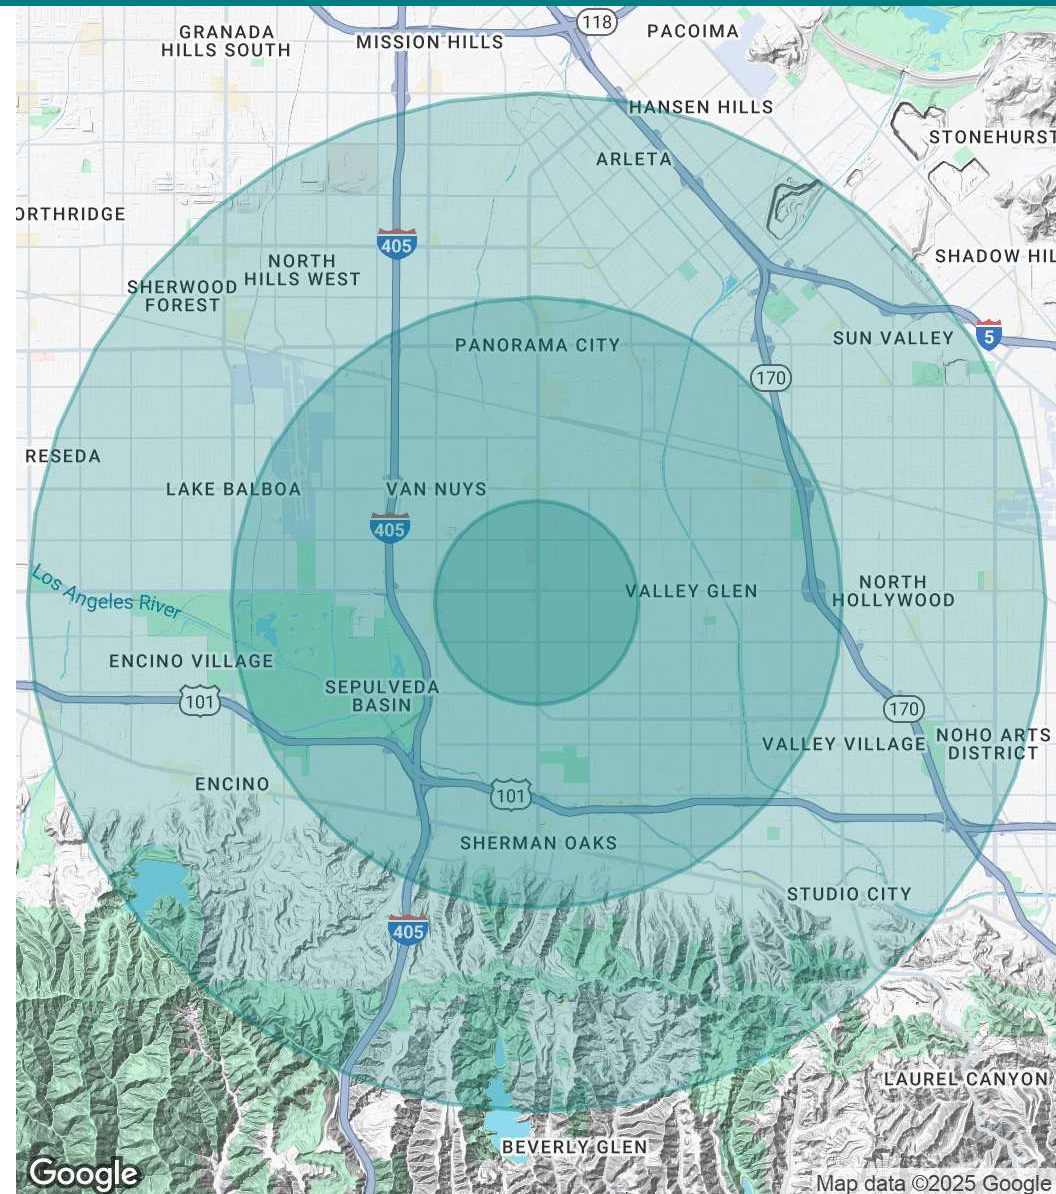 118
PACOIMA
GRANADA
HILLS SOUTH
MISSION HILLS
HANSEN HILLS
STONEHURST
ARLETA
ORTHRIDGE
405
SHADOW HIL
NORTH
HILLS WEST
SHERWOOD
FOREST
5
SUN VALLEY
PANORAMA CITY
170
RESEDA
LAKE BALBOA
VAN NUYS
405
Los Angeles River
VALLEY GLEN
NORTH
HOLLYWOOD
ENCINO VILLAGE
SEPULVEDA
BASIN
101
170
VALLEY VILLAGE
NOHO ARTS
DISTRICT
ENCINO
101
SHERMAN OAKS
STUDIO CITY
405
LAUREL CANYON
BEVERLY GLEN
Google
Map data ©2025 Google